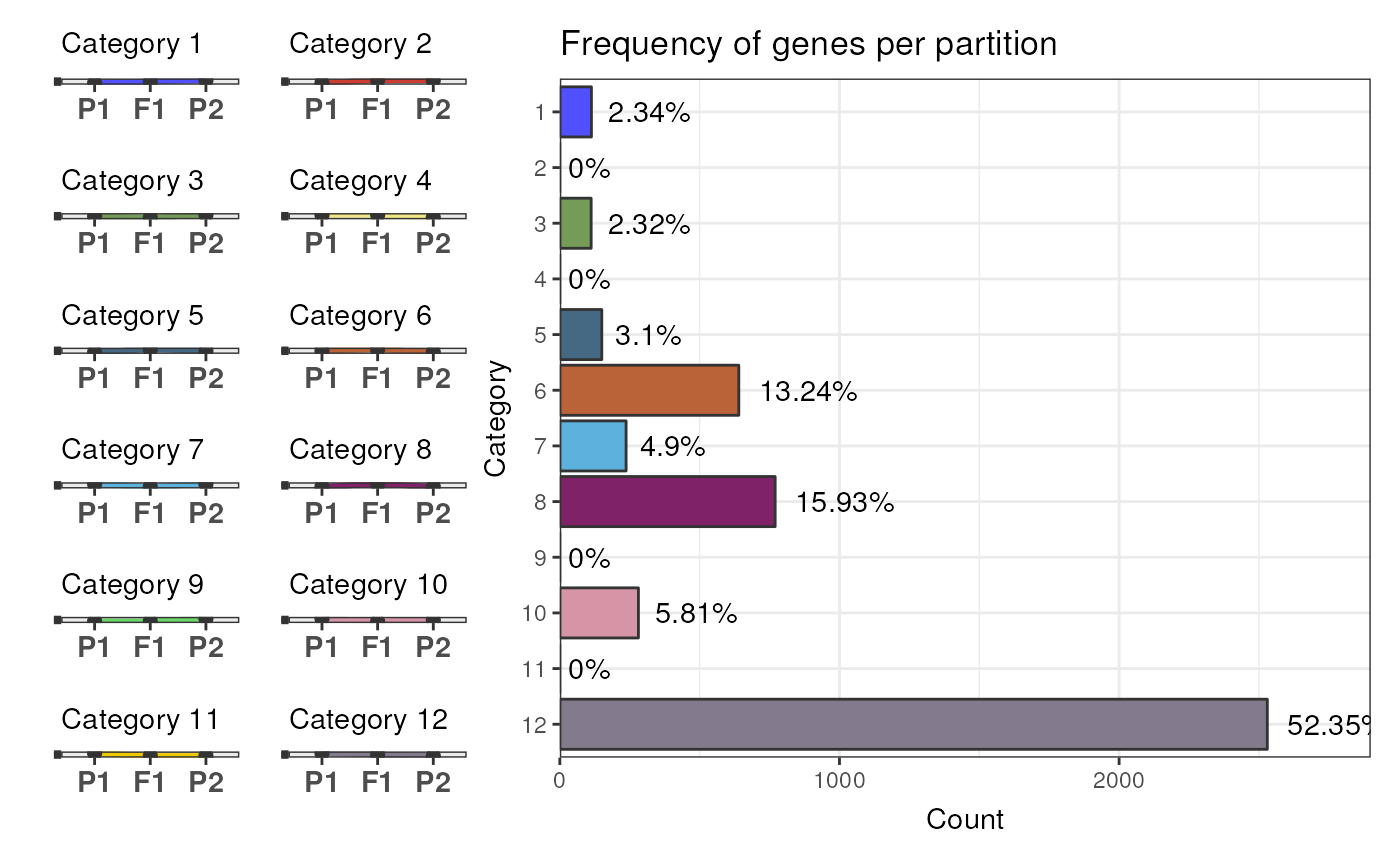 Category 1
P1 F1 P2
Category 2
P1 F1 P2
Category 3
P1 F1 P2
Category 4
P1 F1 P2
Category 5
P1 F1 P2
Category 6
P1 F1 P2
Category 7
P1 F1 P2
Category 8
P1 F1 P2
Category 9
P1 F1 P2
Category 10
P1 F1 P2
Category 11
P1 F1 P2
Category 12
P1 F1 P2
Frequency of genes per partition
Category
1 2.34%
2 0%
3 2.32%
4 0%
5 3.1%
6 13.24%
7 4.9%
8 15.93%
9 0%
10 5.81%
11 0%
12 52.35%
0 1000 2000
Count